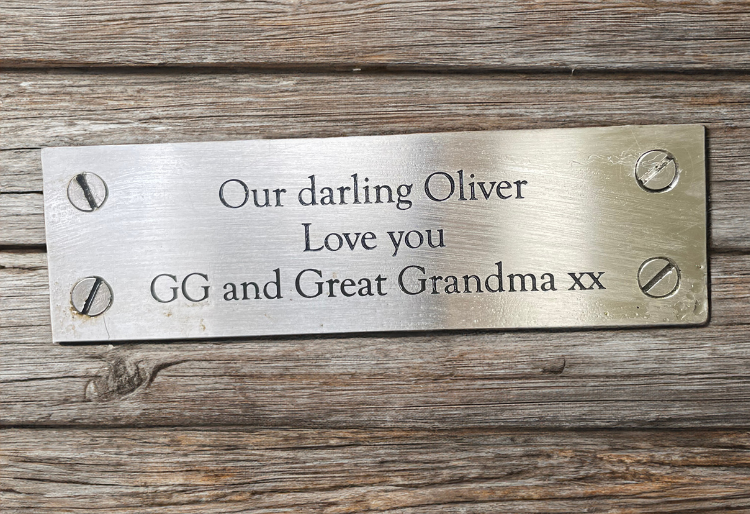 Our darling Oliver
Love you
GG and Great Grandma xx